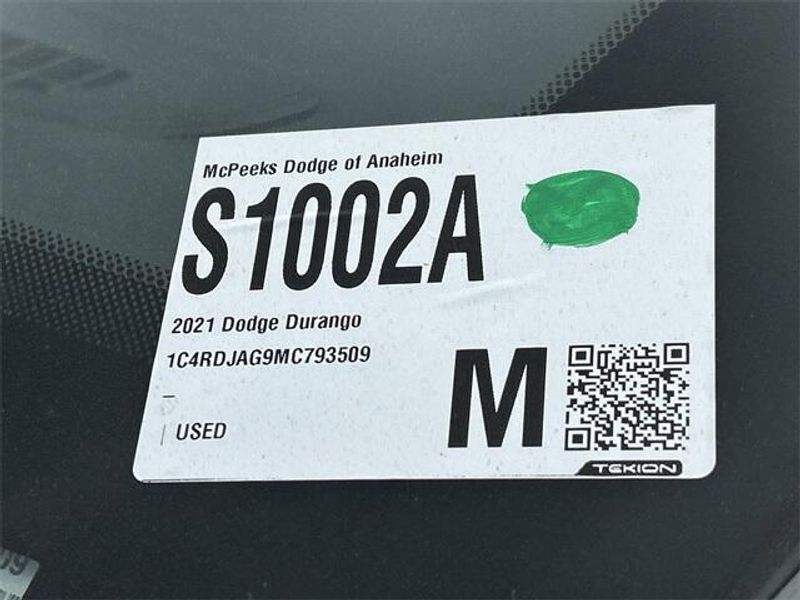 McPeeks Dodge of Anaheim
S1002A
2021 Dodge Durango
1C4RDJAG9MC793509
–
| USED
M
TEKION